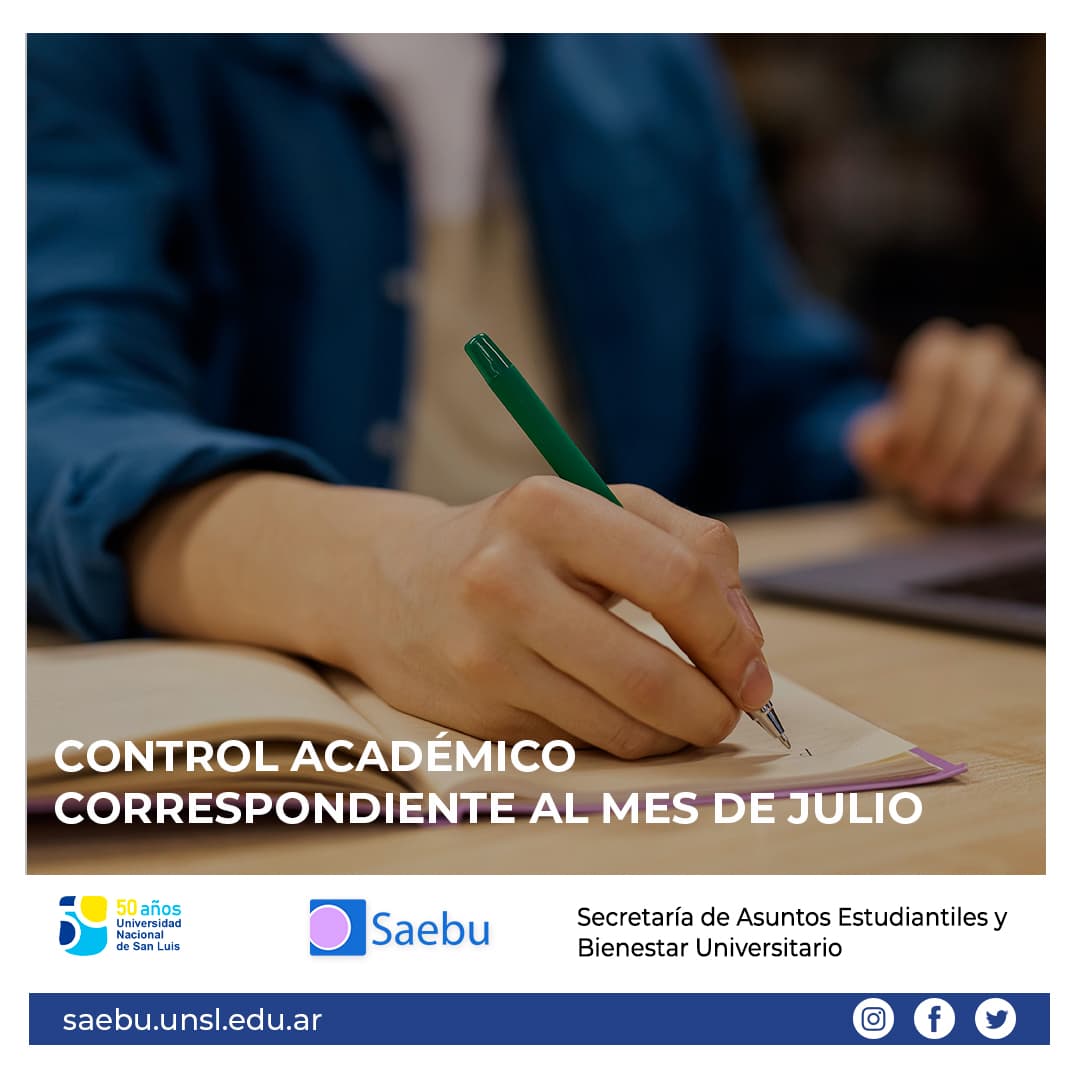 CONTROL ACADÉMICO
CORRESPONDIENTE AL MES DE JULIO
50 años
Universidad
Nacional
de San Luis
Saebu
Secretaría de Asuntos Estudiantiles y
Bienestar Universitario
saebu.unsl.edu.ar